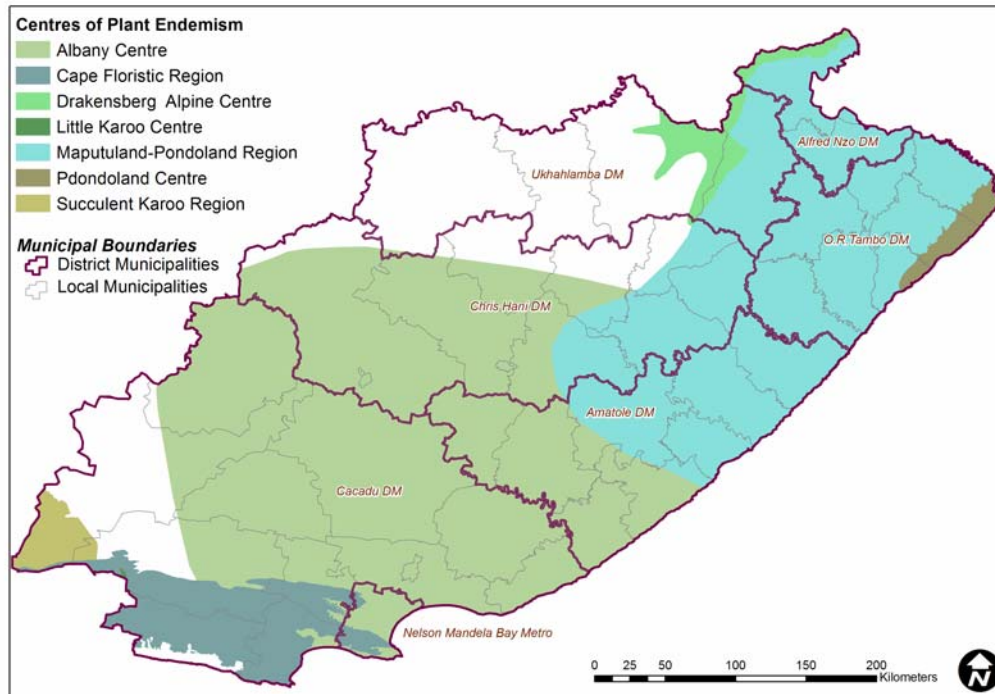 Centres of Plant Endemism
Albany Centre
Cape Floristic Region
Drakensberg Alpine Centre
Little Karoo Centre
Maputuland-Pondoland Region
Pdondoland Centre
Succulent Karoo Region
Municipal Boundaries
District Municipalities
Local Municipalities
Alfred Nzo DM
Ukhahlamba DM
O.R Tambo DM
Chris Hani DM
Amatole DM
Cacadu DM
Nelson Mandela Bay Metro
0 25 50 100 150 200
Kilometers
N